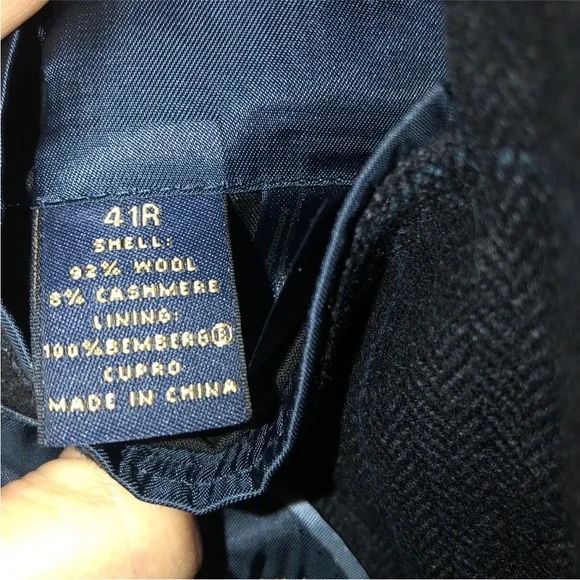 41R
SHELL:
92% WOOL
8% CASHMERE
LINING:
100%BEMBERG®
CUPRO
MADE IN CHINA